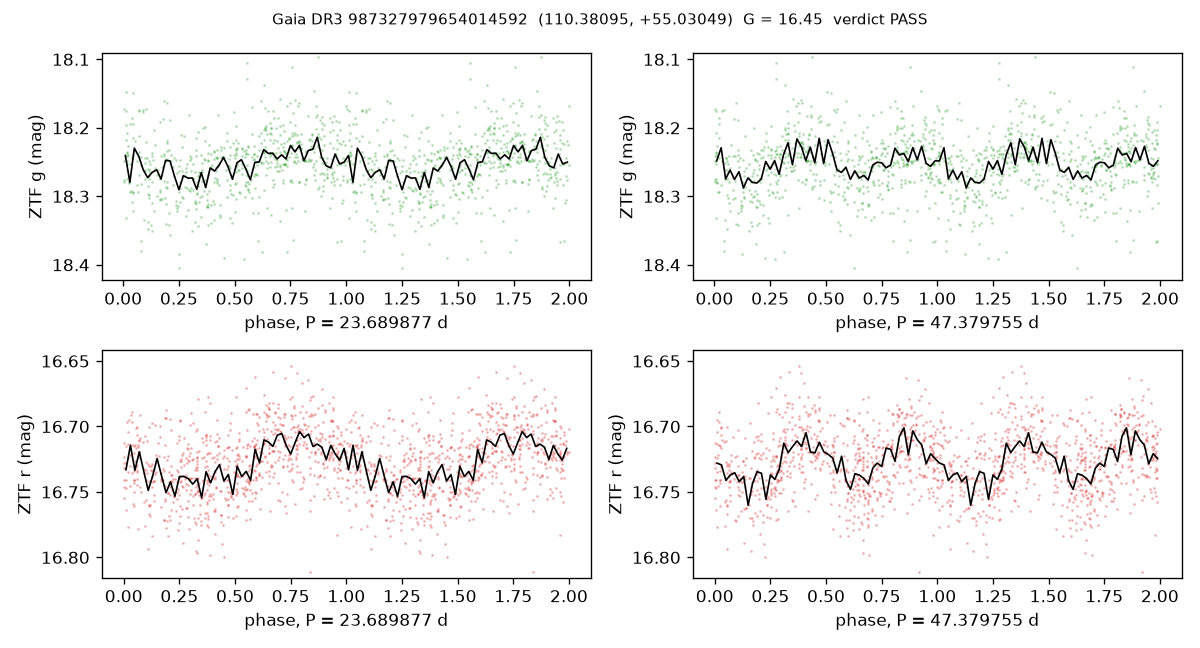 Gaia DR3 987327979654014592 (110.38095, +55.03049) G = 16.45 verdict PASS
ZTF g (mag)
18.1
18.2
18.3
18.4
0.00 0.25 0.50 0.75 1.00 1.25 1.50 1.75 2.00
phase, P = 23.689877 d
ZTF g (mag)
18.1
18.2
18.3
18.4
0.00 0.25 0.50 0.75 1.00 1.25 1.50 1.75 2.00
phase, P = 47.379755 d
ZTF r (mag)
16.65
16.70
16.75
16.80
0.00 0.25 0.50 0.75 1.00 1.25 1.50 1.75 2.00
phase, P = 23.689877 d
ZTF r (mag)
16.65
16.70
16.75
16.80
0.00 0.25 0.50 0.75 1.00 1.25 1.50 1.75 2.00
phase, P = 47.379755 d